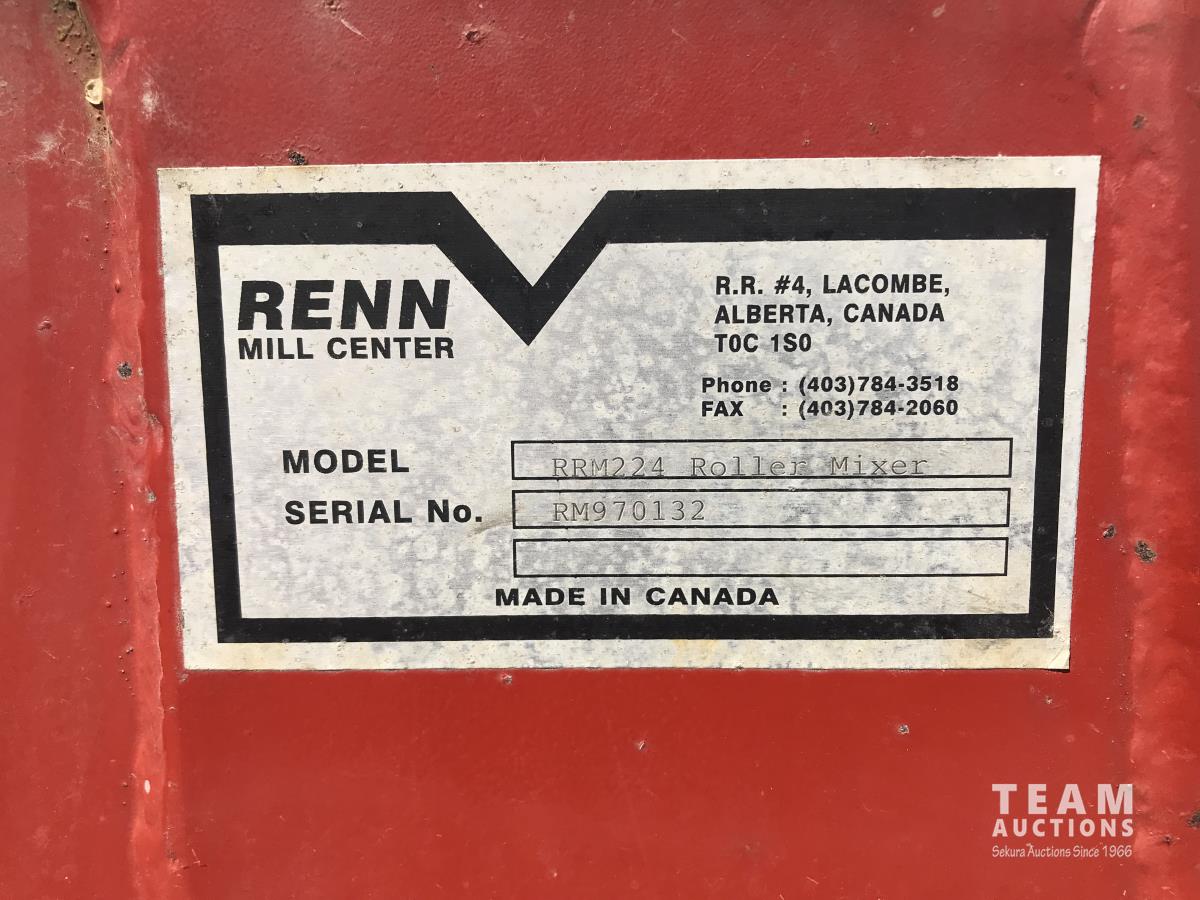 RENN
MILL CENTER
R.R. #4, LACOMBE,
ALBERTA, CANADA
T0C 1S0
Phone : (403)784-3518
FAX : (403)784-2060
MODEL RRM224 Roller Mixer
SERIAL No. RM970132
MADE IN CANADA
TEAM
AUCTIONS
Sekura Auctions Since 1966